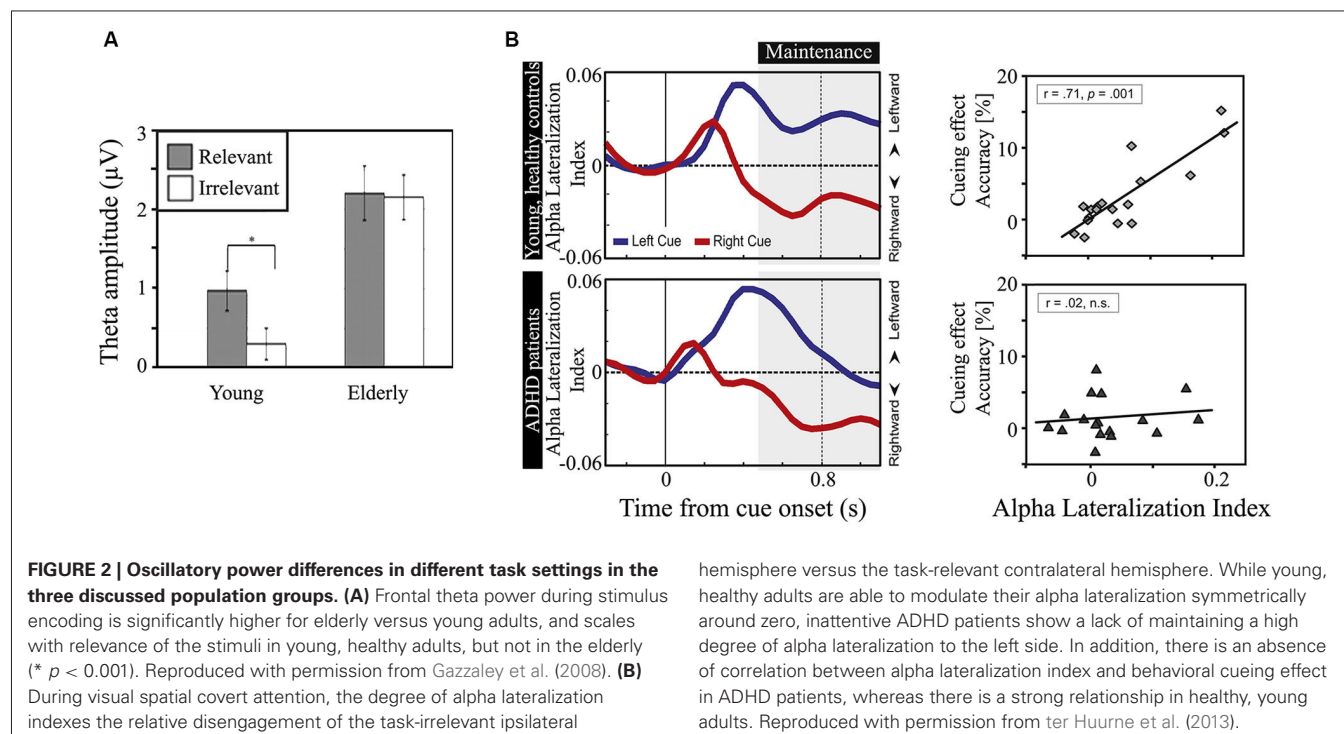 A
Theta amplitude (µV)
3
2
1
0
Relevant
Irrelevant
*
Young
Elderly
B
Maintenance
Young, healthy controls
Alpha Lateralization
Index
0.06
0
-0.06
Left Cue
Right Cue
Leftward
Rightward
ADHD patients
Alpha Lateralization
Index
0.06
0
-0.06
Leftward
Rightward
0
0.8
Time from cue onset (s)
Cueing effect
Accuracy [%]
20
10
0
r = .71, p = .001
Cueing effect
Accuracy [%]
20
10
0
r = .02, n.s.
0
0.2
Alpha Lateralization Index
FIGURE 2 | Oscillatory power differences in different task settings in the
three discussed population groups. (A) Frontal theta power during stimulus
encoding is significantly higher for elderly versus young adults, and scales
with relevance of the stimuli in young, healthy adults, but not in the elderly
(* p < 0.001). Reproduced with permission from Gazzaley et al. (2008). (B)
During visual spatial covert attention, the degree of alpha lateralization
indexes the relative disengagement of the task-irrelevant ipsilateral
hemisphere versus the task-relevant contralateral hemisphere. While young,
healthy adults are able to modulate their alpha lateralization symmetrically
around zero, inattentive ADHD patients show a lack of maintaining a high
degree of alpha lateralization to the left side. In addition, there is an absence
of correlation between alpha lateralization index and behavioral cueing effect
in ADHD patients, whereas there is a strong relationship in healthy, young
adults. Reproduced with permission from ter Huurne et al. (2013).